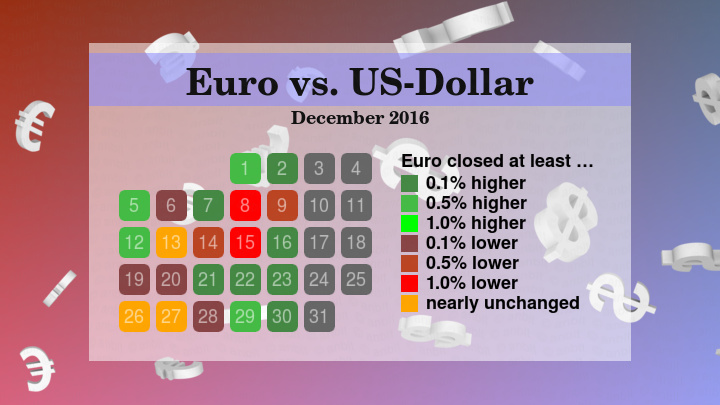 Euro vs. US-Dollar
December 2016
1 2 3 4
5 6 7 8 9 10 11
12 13 14 15 16 17 18
19 20 21 22 23 24 25
26 27 28 29 30 31
Euro closed at least …
0.1% higher
0.5% higher
1.0% higher
0.1% lower
0.5% lower
1.0% lower
nearly unchanged